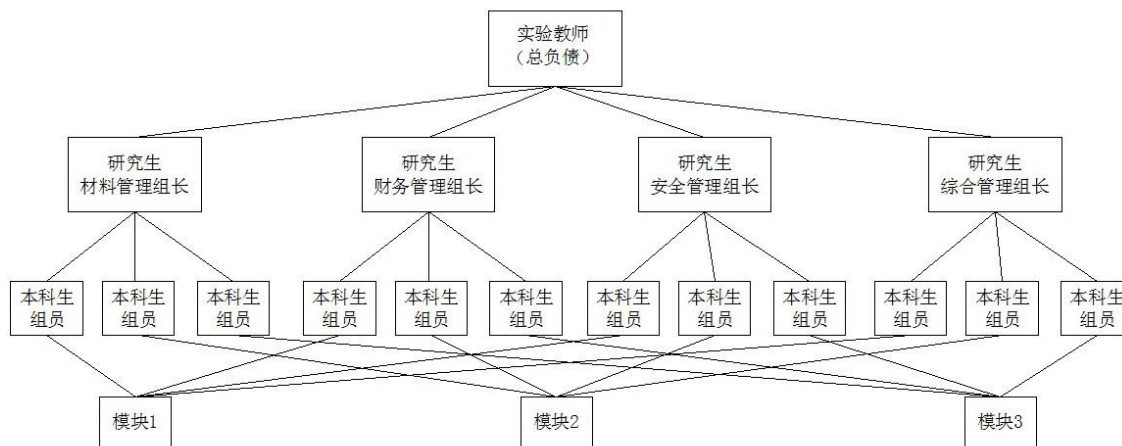 实验教师
（总负债）
研究生
材料管理组长
研究生
财务管理组长
研究生
安全管理组长
研究生
综合管理组长
本科生
组员
本科生
组员
本科生
组员
本科生
组员
本科生
组员
本科生
组员
本科生
组员
本科生
组员
本科生
组员
本科生
组员
本科生
组员
本科生
组员
模块1
模块2
模块3